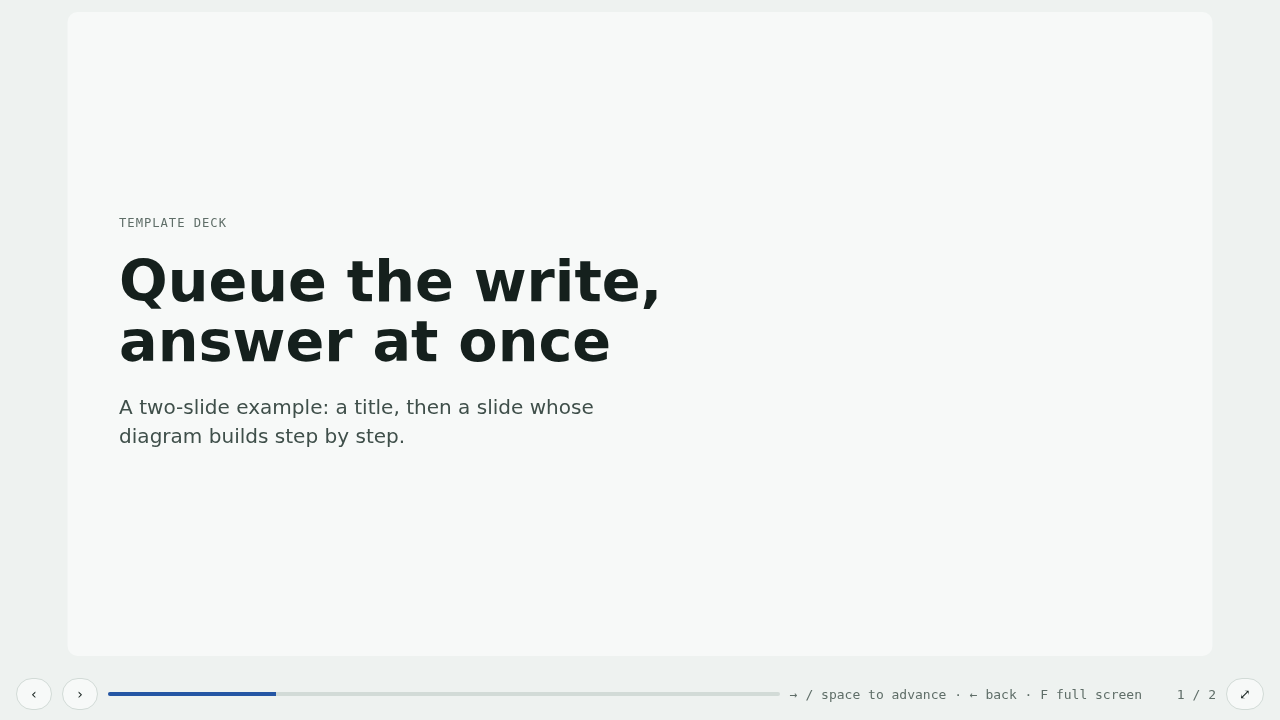 TEMPLATE DECK
Queue the write,
answer at once
A two-slide example: a title, then a slide whose
diagram builds step by step.
‹ › → / space to advance · ← back · F full screen 1 / 2 ⤢